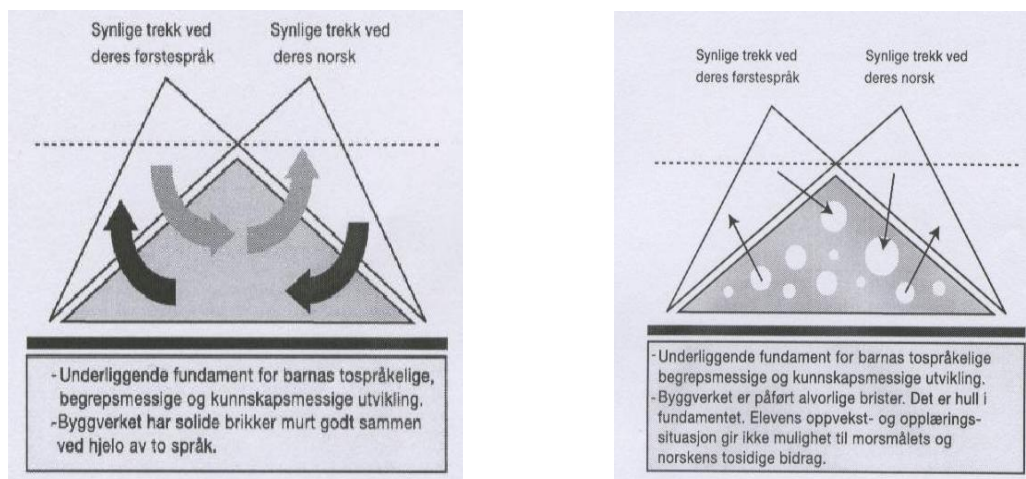 Synlige trekk ved
deres førstespråk
Synlige trekk ved
deres norsk
-Underliggende fundament for barnas tospråkelige,
begrepsmessige og kunnskapsmessige utvikling.
-Byggverket har solide brikker murt godt sammen
ved hjelo av to språk.
Synlige trekk ved
deres førstespråk
Synlige trekk ved
deres norsk
-Underliggende fundament for barnas tospråkelige
begrepsmessige og kunnskapsmessige utvikling.
-Byggverket er påført alvorlige brister. Det er hull i
fundamentet. Elevens oppvekst- og opplærings-
situasjon gir ikke mulighet til morsmålets og
norskens tosidige bidrag.